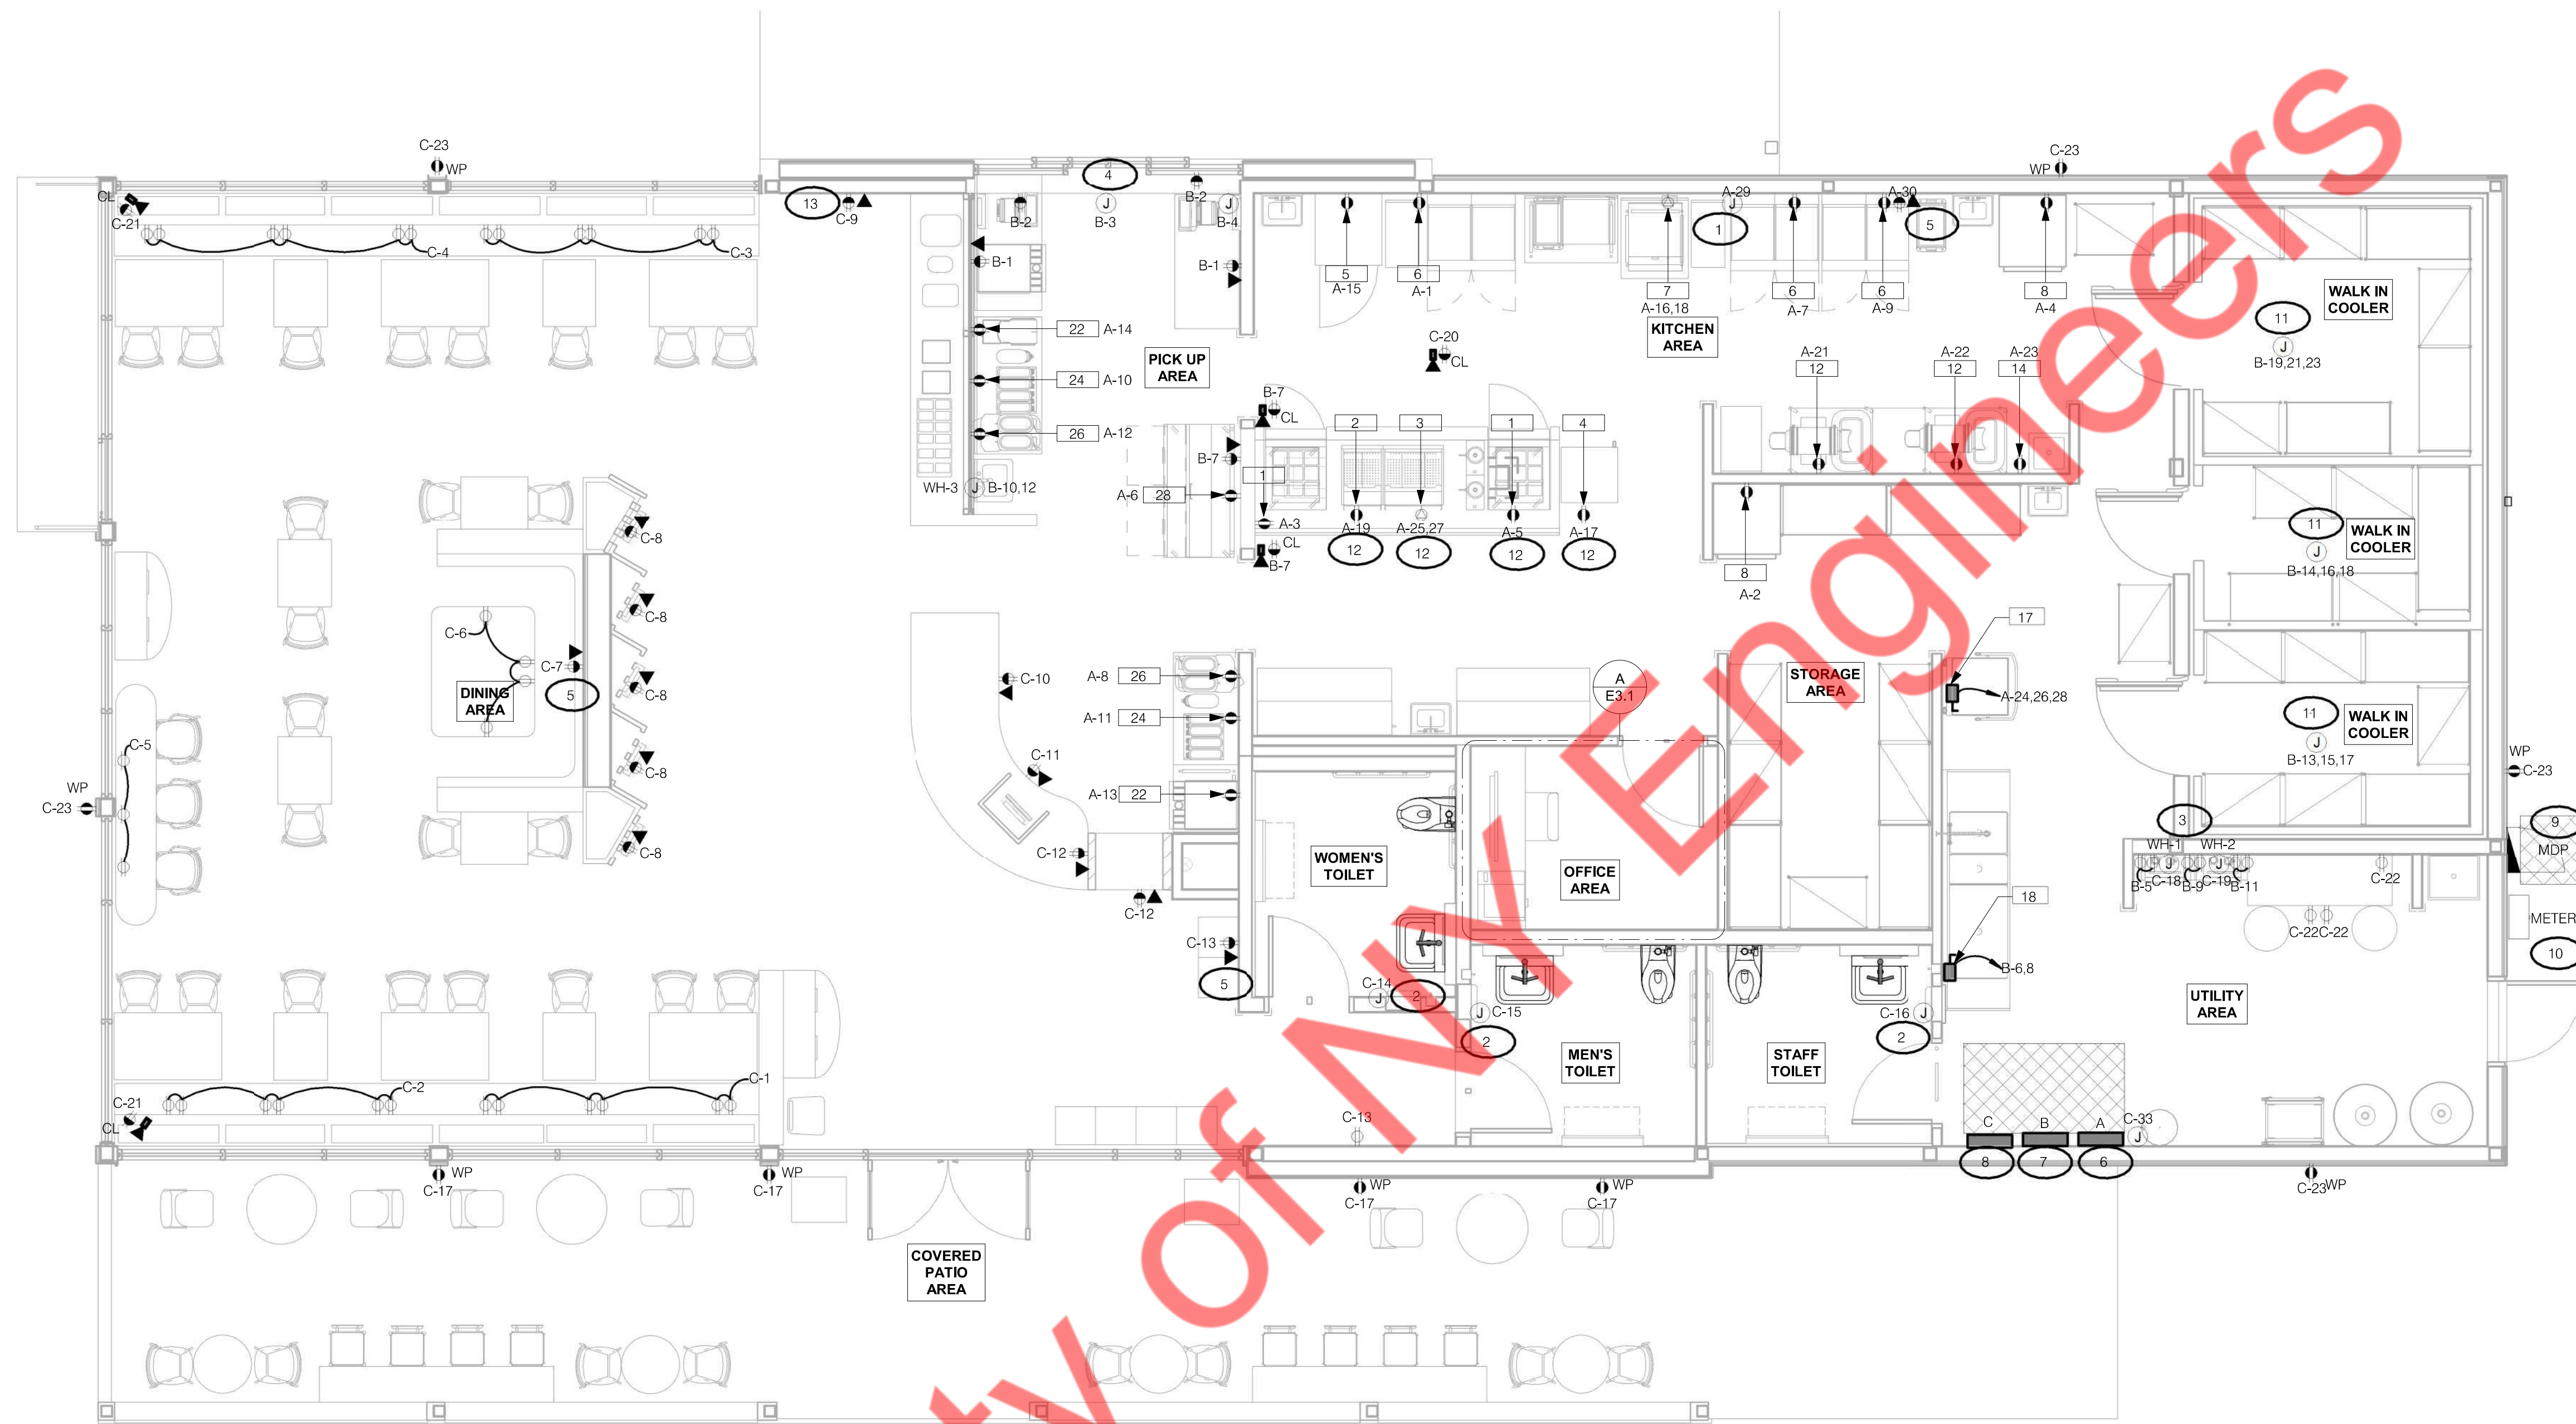 C-23
WP
C-23
WP
CL
C-21
13
C-9
4
B-2
J
B-3
B-2
J
B-4
A-29
J
1
A-30
5
C-4
C-3
B-1
B-1
5
A-15
6
A-1
7
A-16,18
6
A-7
6
A-9
8
A-4
KITCHEN
AREA
11
J
B-19,21,23
WALK IN
COOLER
22
A-14
24
A-10
26
A-12
PICK UP
AREA
C-20
CL
A-21
12
A-22
12
A-23
14
B-7
CL
B-7
1
2
3
1
4
WH-3
J
B-10,12
A-6
28
A-3
A-19
12
A-25,27
12
A-5
12
A-17
12
CL
B-7
8
A-2
11
J
B-14,16,18
WALK IN
COOLER
C-8
C-8
C-8
C-8
C-8
C-6
C-7
5
DINING
AREA
C-5
WP
C-23
C-10
C-11
C-12
C-12
C-13
5
A-8
26
A-11
24
A-13
22
A
E3.1
STORAGE
AREA
17
A-24,26,28
11
J
B-13,15,17
WALK IN
COOLER
WP
C-23
3
9
MDP
WH-1
WH-2
J
J
B-5
C-18
B-9
C-19
B-11
C-22
C-22
C-22
METER
10
WOMEN'S
TOILET
OFFICE
AREA
18
B-6,8
C-14
J
2
J
C-15
2
C-16
J
2
UTILITY
AREA
MEN'S
TOILET
STAFF
TOILET
C-2
C-1
C-21
CL
C-13
C
B
A
C-33
J
8
7
6
WP
C-17
WP
C-17
WP
C-17
WP
C-17
C-23
WP
COVERED
PATIO
AREA
ty of NY Engineers